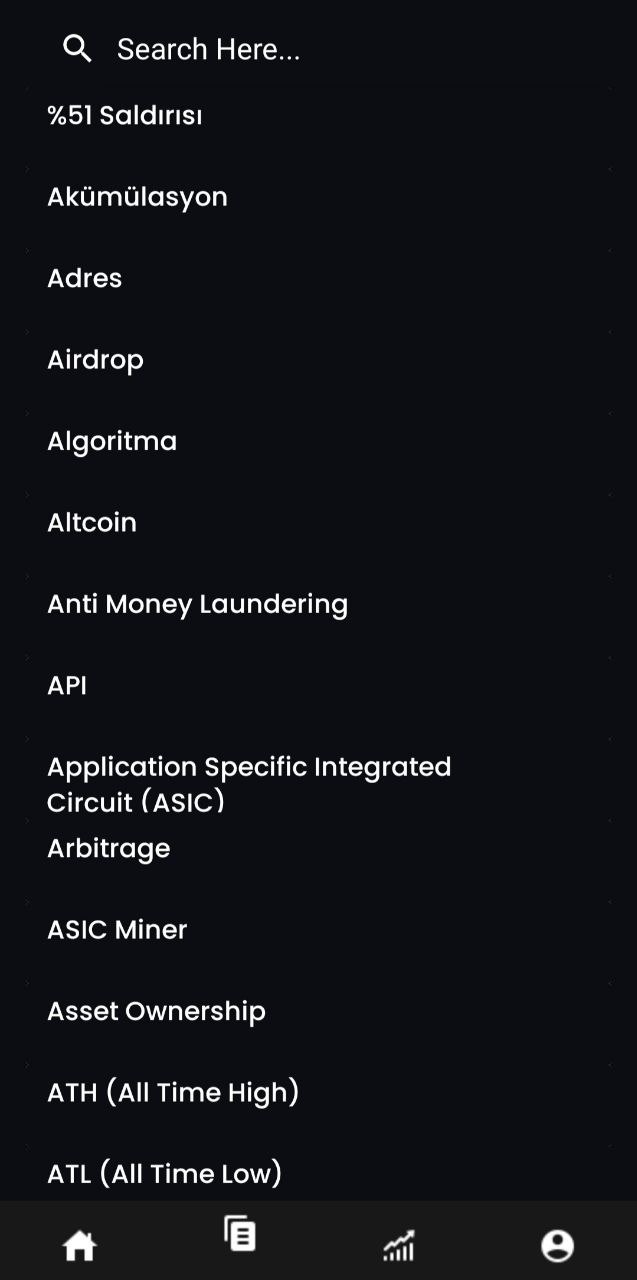 Search Here...
%51 Saldırısı
Akümülasyon
Adres
Airdrop
Algoritma
Altcoin
Anti Money Laundering
API
Application Specific Integrated
Circuit (ASIC)
Arbitrage
ASIC Miner
Asset Ownership
ATH (All Time High)
ATL (All Time Low)